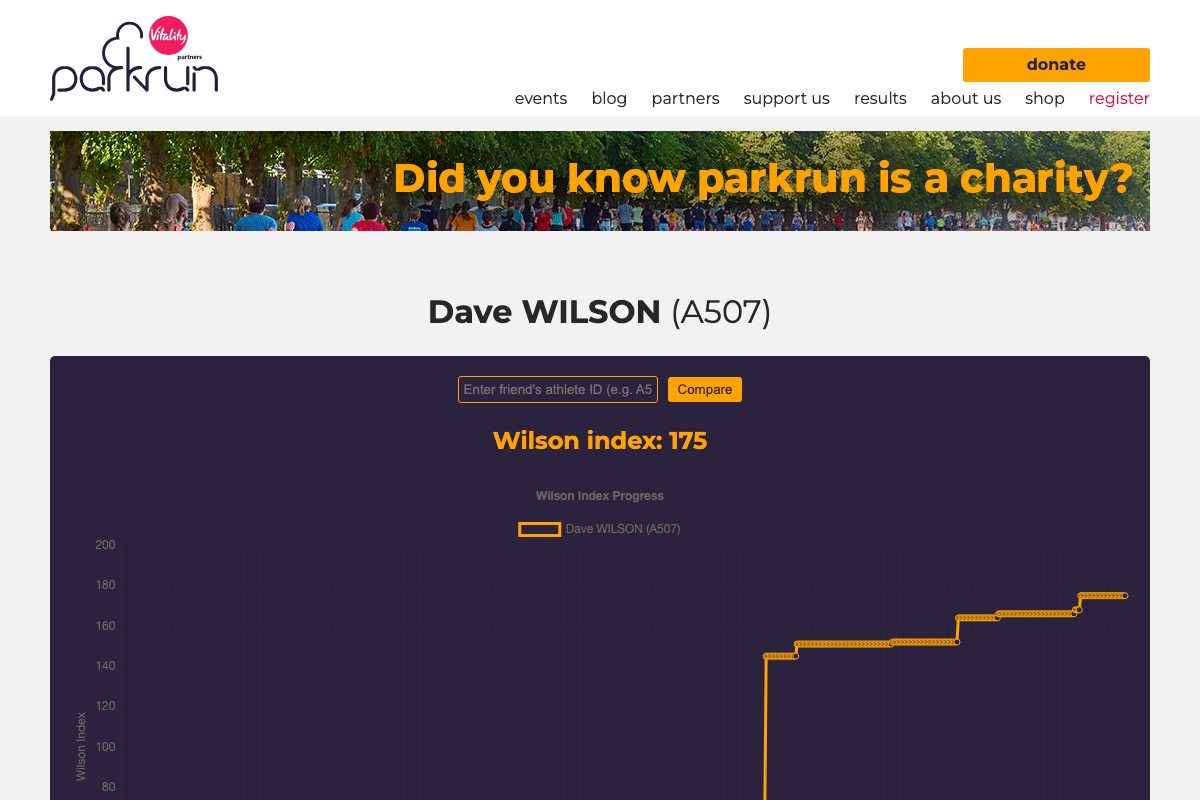 Vitality
partners
parkrun
donate
events blog partners support us results about us shop register
Did you know parkrun is a charity?
Dave WILSON (A507)
Enter friend's athlete ID (e.g. A5
Compare
Wilson index: 175
Wilson Index Progress
Dave WILSON (A507)
200
180
160
140
120
100
80
Wilson Index